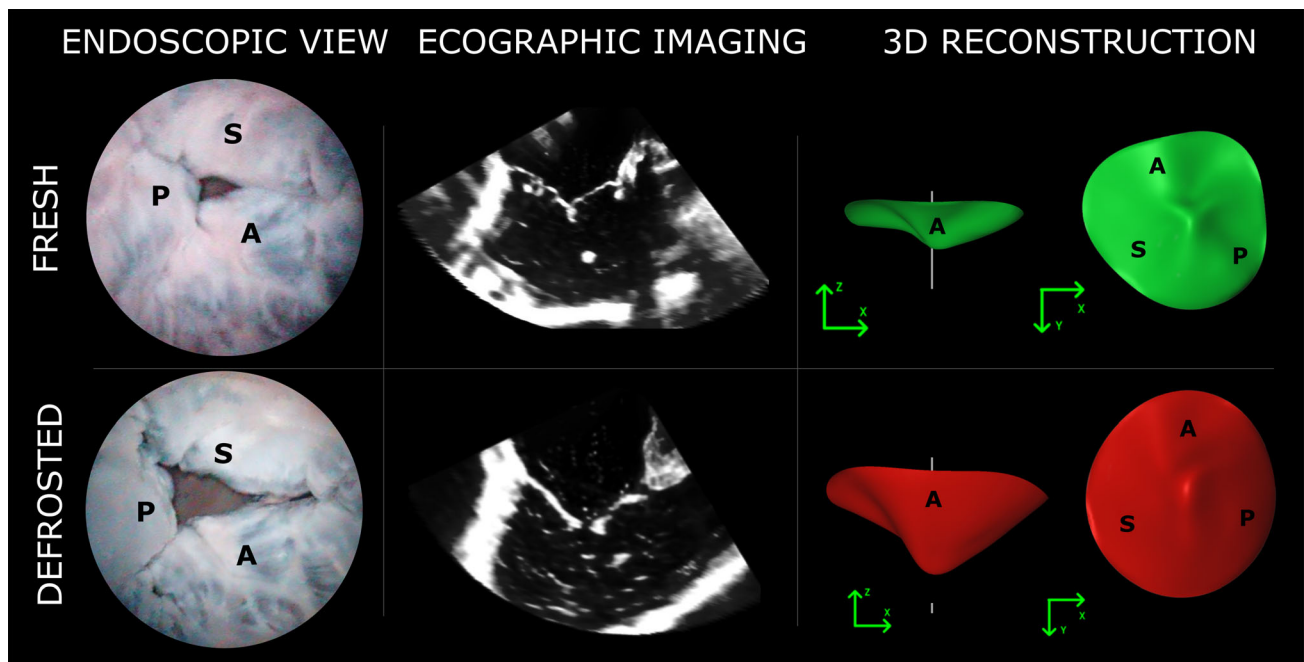 ENDOSCOPIC VIEW
ECOGRAPHIC IMAGING
3D RECONSTRUCTION
FRESH
S
P
A
A
Z
X
A
S
P
X
Y
DEFROSTED
S
P
A
A
Z
X
A
S
P
X
Y